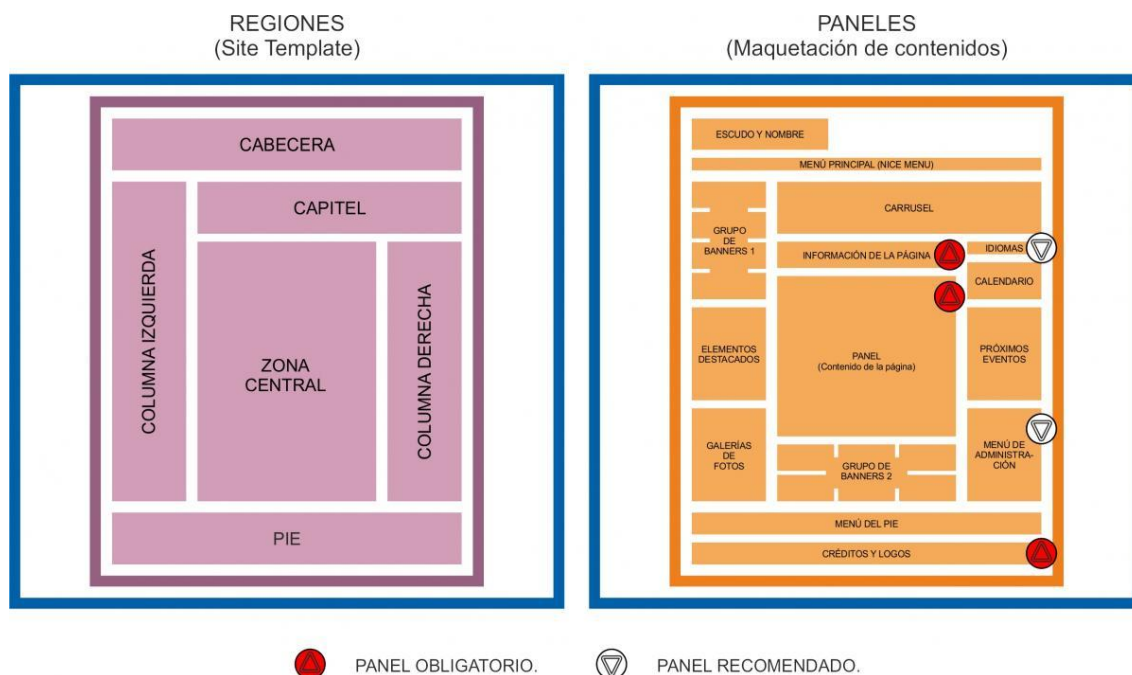 REGIONES
(Site Template)
CABECERA
CAPITEL
COLUMNA IZQUIERDA
ZONA
CENTRAL
COLUMNA DERECHA
PIE
PANELES
(Maquetación de contenidos)
ESCUDO Y NOMBRE
MENÚ PRINCIPAL (NICE MENU)
GRUPO
DE
BANNERS 1
CARRUSEL
INFORMACIÓN DE LA PÁGINA
IDIOMAS
CALENDARIO
ELEMENTOS
DESTACADOS
PANEL
(Contenido de la página)
PRÓXIMOS
EVENTOS
GALERÍAS
DE
FOTOS
GRUPO DE
BANNERS 2
MENÚ DE
ADMINISTRA-
CIÓN
MENÚ DEL PIE
CRÉDITOS Y LOGOS
PANEL OBLIGATORIO.
PANEL RECOMENDADO.